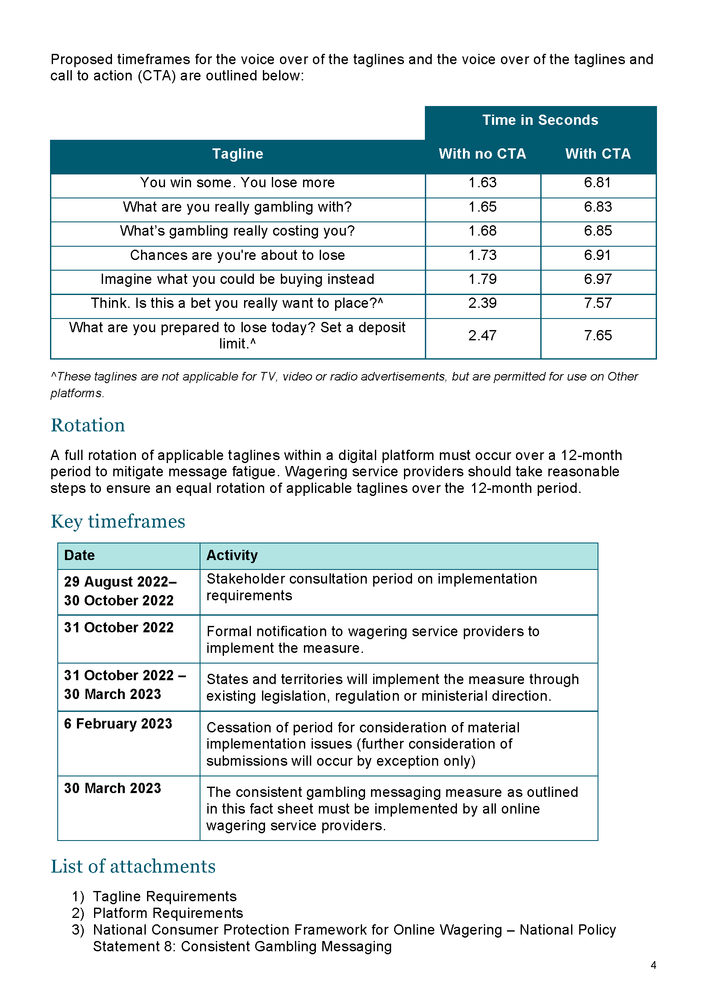 Proposed timeframes for the voice over of the taglines and the voice over of the taglines and
call to action (CTA) are outlined below:
Time in Seconds
Tagline With no CTA With CTA
You win some. You lose more 1.63 6.81
What are you really gambling with? 1.65 6.83
What’s gambling really costing you? 1.68 6.85
Chances are you're about to lose 1.73 6.91
Imagine what you could be buying instead 1.79 6.97
Think. Is this a bet you really want to place?^ 2.39 7.57
What are you prepared to lose today? Set a deposit
limit.^ 2.47 7.65
^These taglines are not applicable for TV, video or radio advertisements, but are permitted for use on Other
platforms.
Rotation
A full rotation of applicable taglines within a digital platform must occur over a 12-month
period to mitigate message fatigue. Wagering service providers should take reasonable
steps to ensure an equal rotation of applicable taglines over the 12-month period.
Key timeframes
Date Activity
29 August 2022–
30 October 2022
Stakeholder consultation period on implementation
requirements
31 October 2022
Formal notification to wagering service providers to
implement the measure.
31 October 2022 –
30 March 2023
States and territories will implement the measure through
existing legislation, regulation or ministerial direction.
6 February 2023
Cessation of period for consideration of material
implementation issues (further consideration of
submissions will occur by exception only)
30 March 2023
The consistent gambling messaging measure as outlined
in this fact sheet must be implemented by all online
wagering service providers.
List of attachments
1) Tagline Requirements
2) Platform Requirements
3) National Consumer Protection Framework for Online Wagering – National Policy
Statement 8: Consistent Gambling Messaging
4